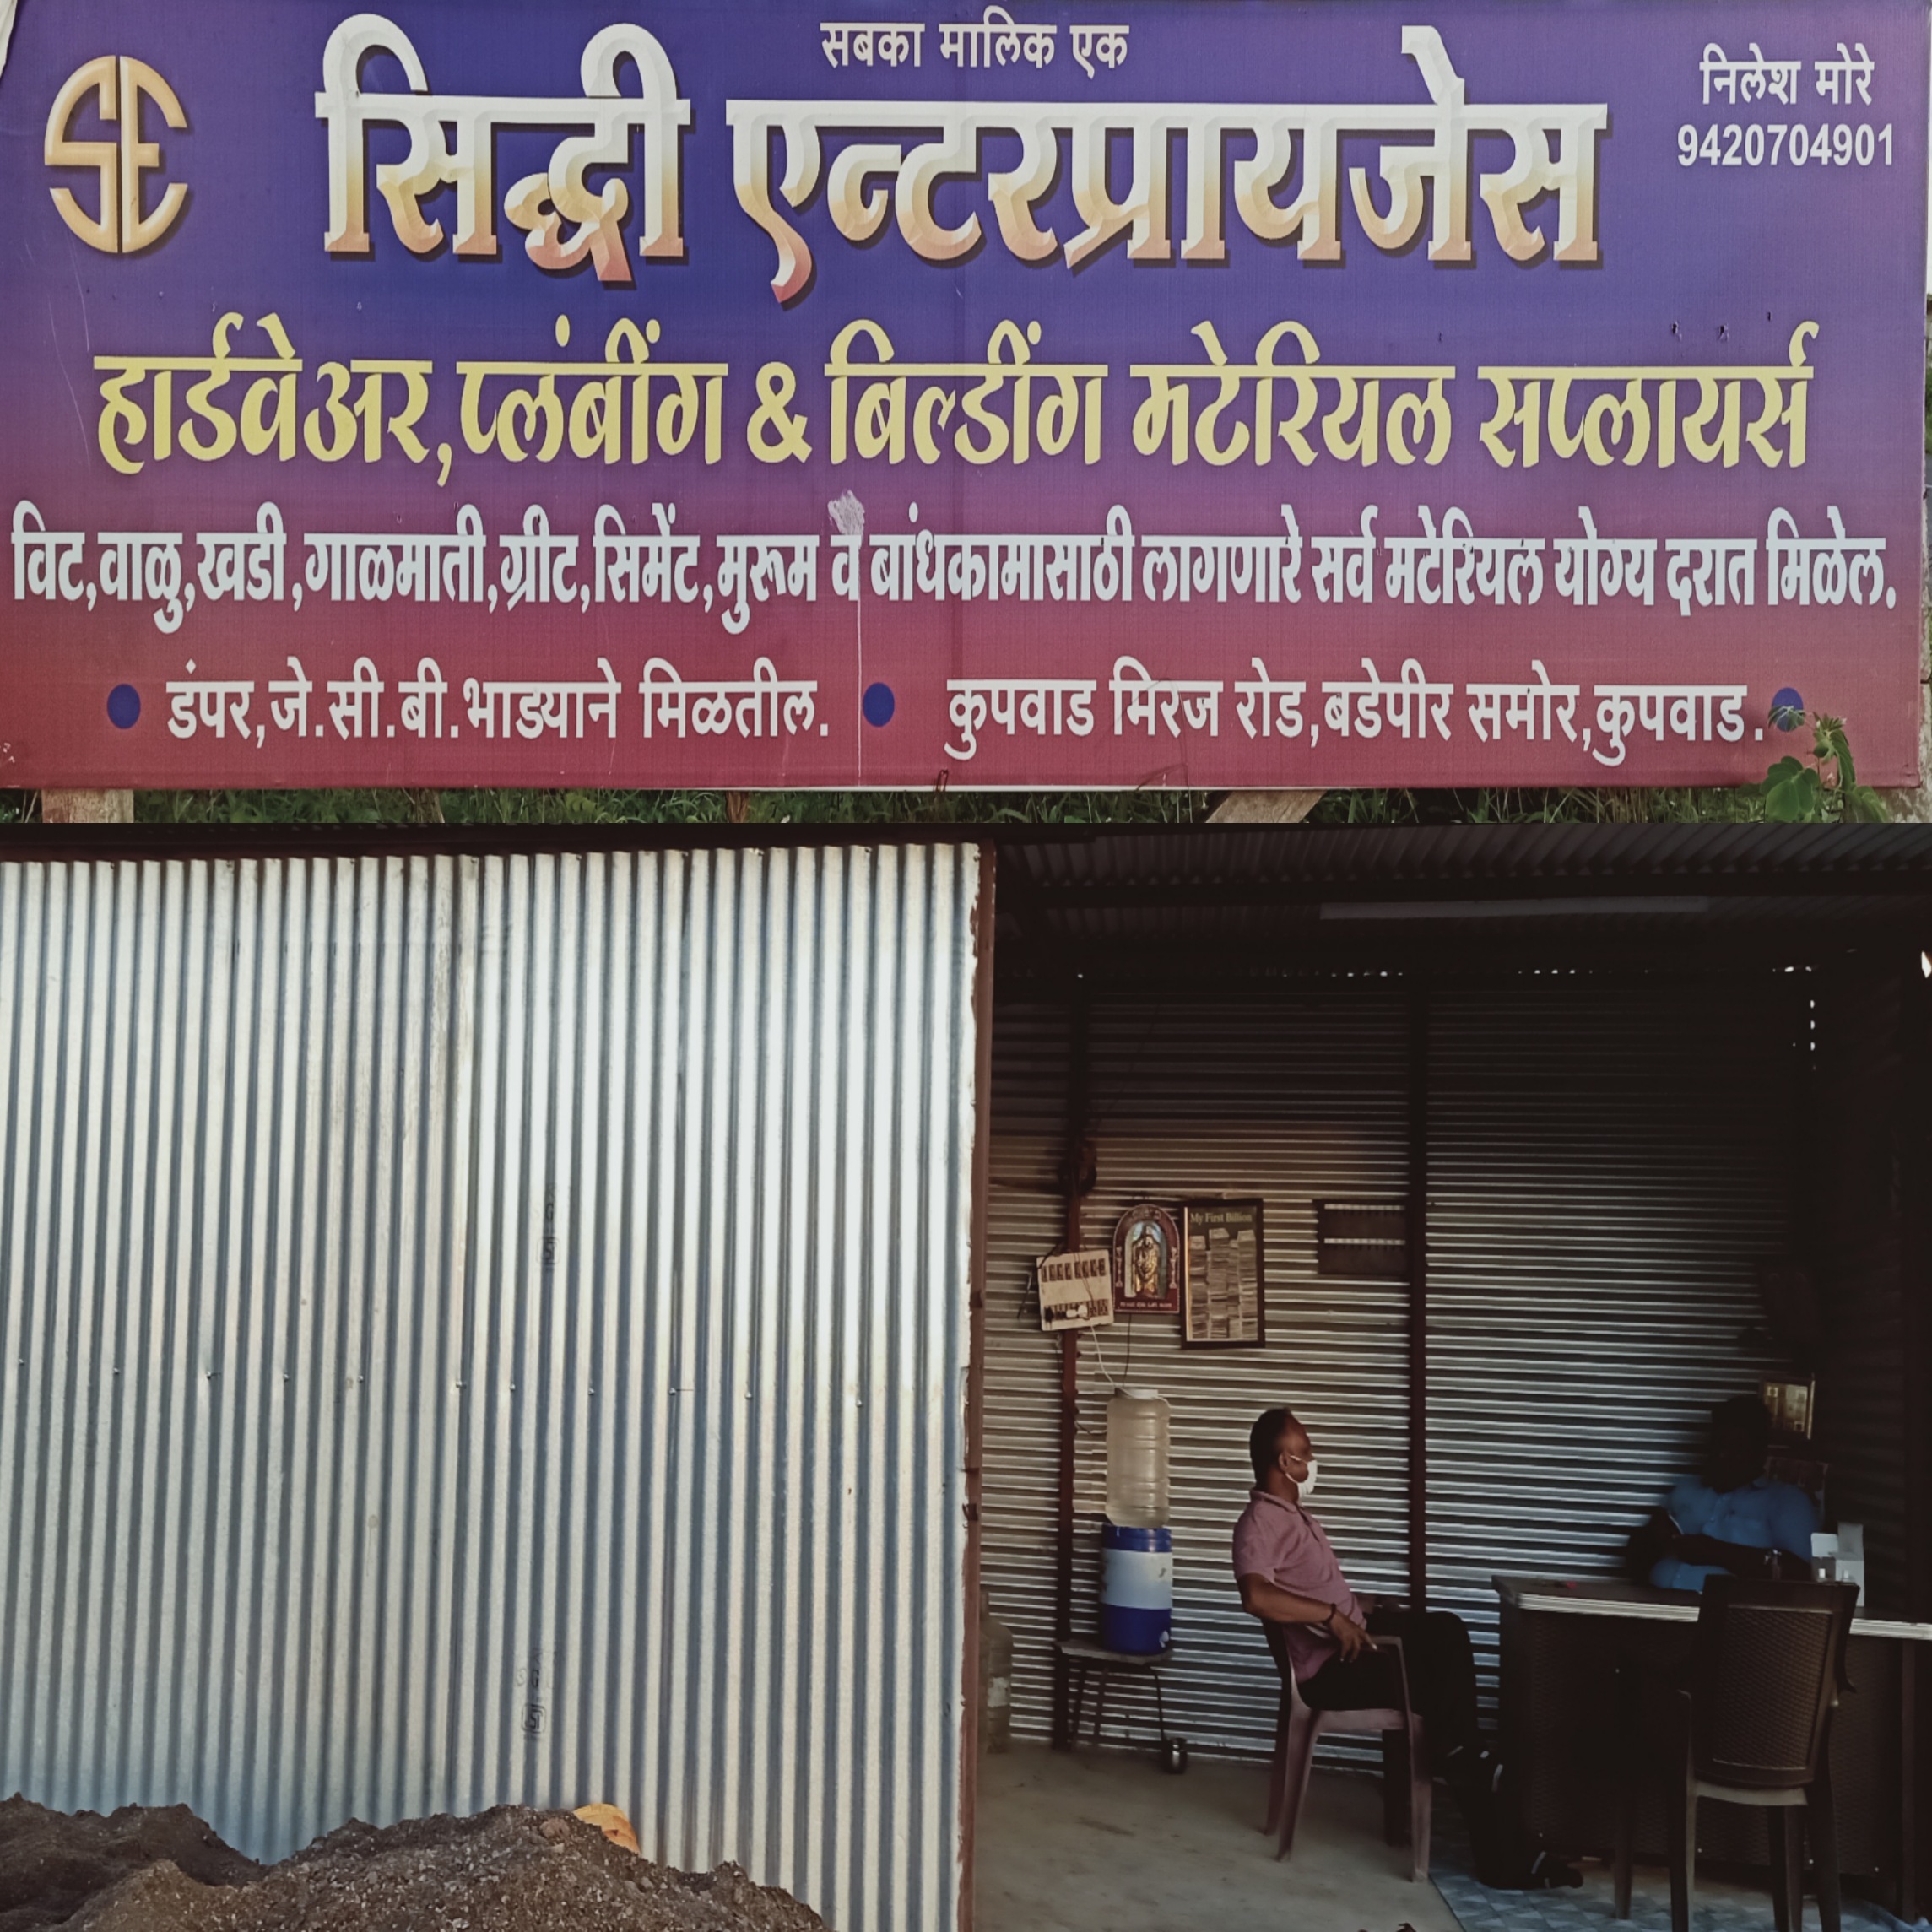 सबका मालिक एक
SE
सिद्धी एन्टरप्रायजेस
निलेश मोरे
9420704901
हार्डवेअर,प्लंबींग & बिल्डींग मटेरियल सप्लायर्स
विट,वाळु,खडी,गाळमाती,ग्रीट,सिमेंट,मुरूम व बांधकामासाठी लागणारे सर्व मटेरियल योग्य दरात मिळेल.
डंपर,जे.सी.बी.भाड्याने मिळतील.
कुपवाड मिरज रोड,बडेपीर समोर,कुपवाड.
My First Billion